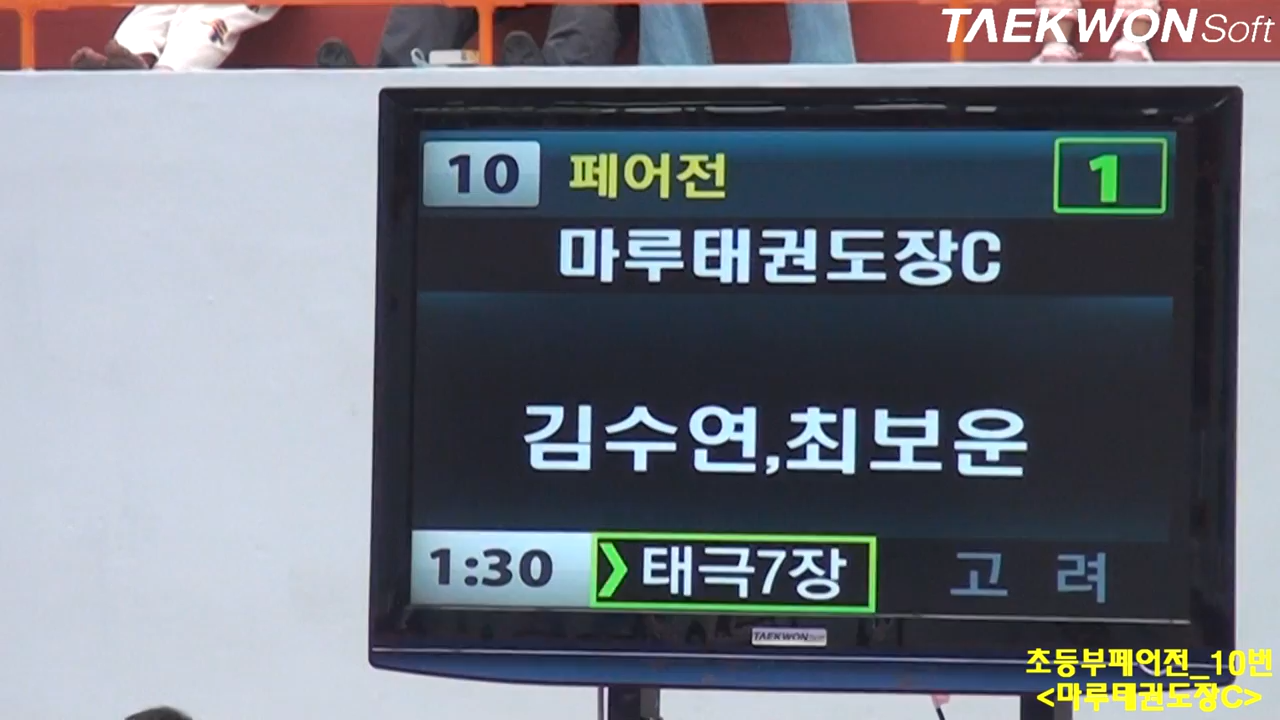 TAEKWON Soft
10 페어전 1
마루태권도장C
김수연,최보운
1:30 태극7장 고 려
TAEKWONSoft
초등부페어전_10번
<마루태권도장C>